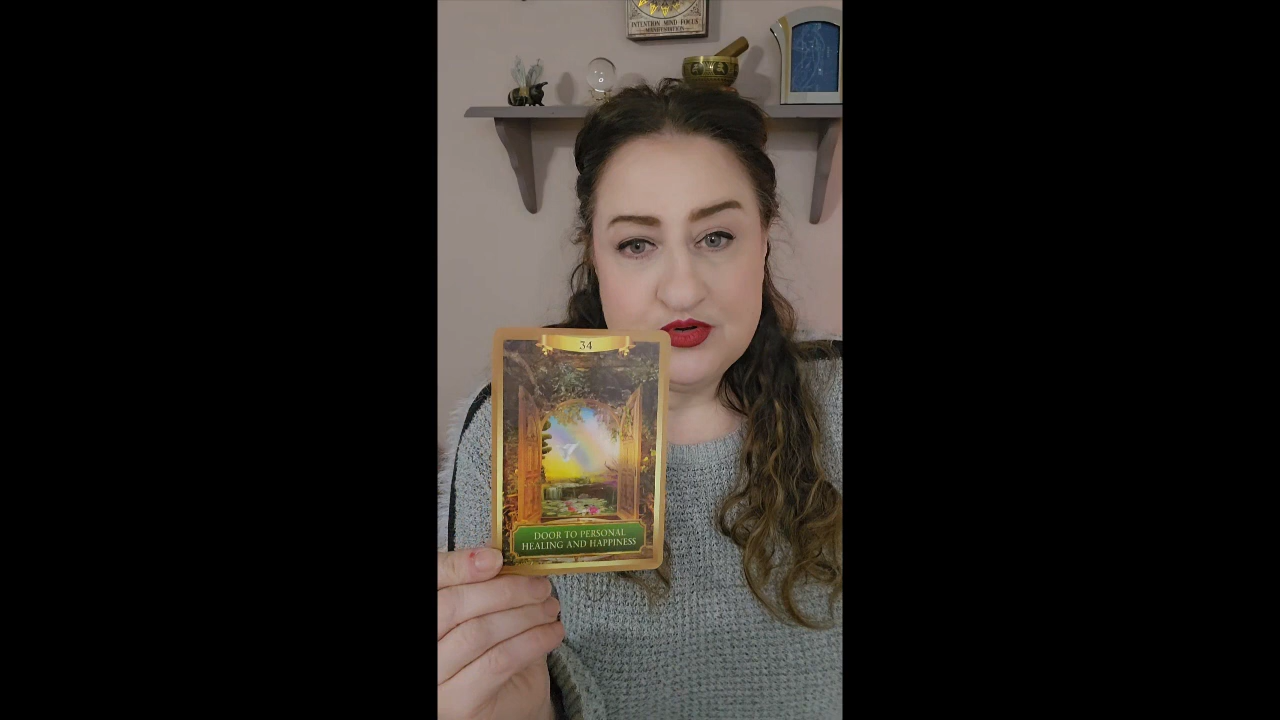 INTENTION MIND FOCUS
34
DOOR TO PERSONAL
HEALING AND HAPPINESS